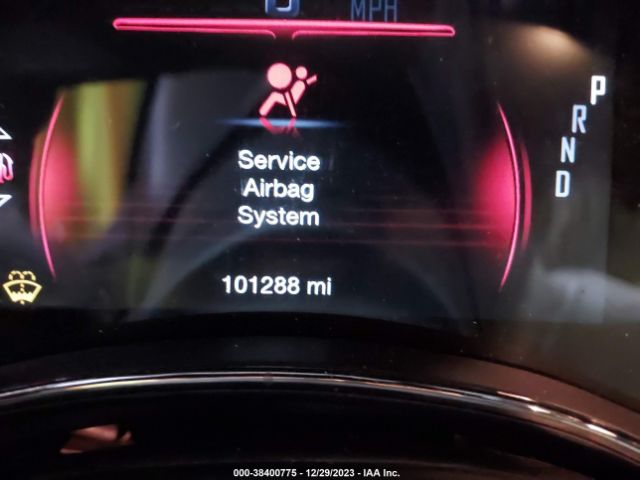 MPH
Service
Airbag
System
101288 mi
P
R
N
D
000-38400775 - 12/29/2023 - IAA Inc.